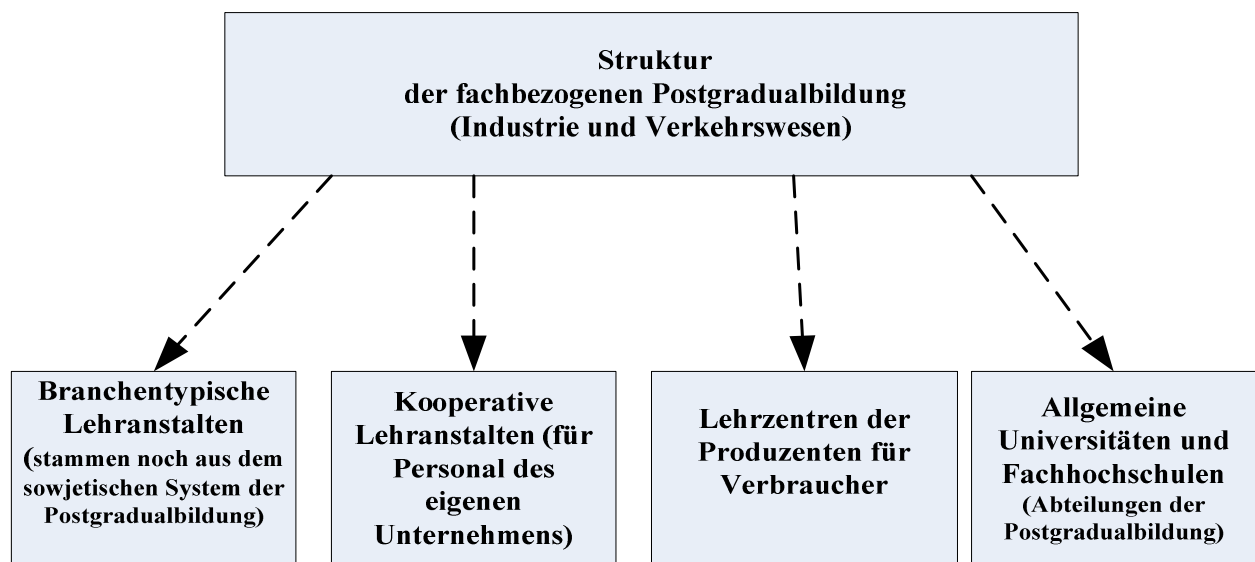 Struktur
der fachbezogenen Postgradualbildung
(Industrie und Verkehrswesen)
Branchentypische
Lehranstalten
(stammen noch aus dem
sowjetischen System der
Postgradualbildung)
Kooperative
Lehranstalten (für
Personal des
eigenen
Unternehmens)
Lehrzentren der
Produzenten für
Verbraucher
Allgemeine
Universitäten und
Fachhochschulen
(Abteilungen der
Postgradualbildung)